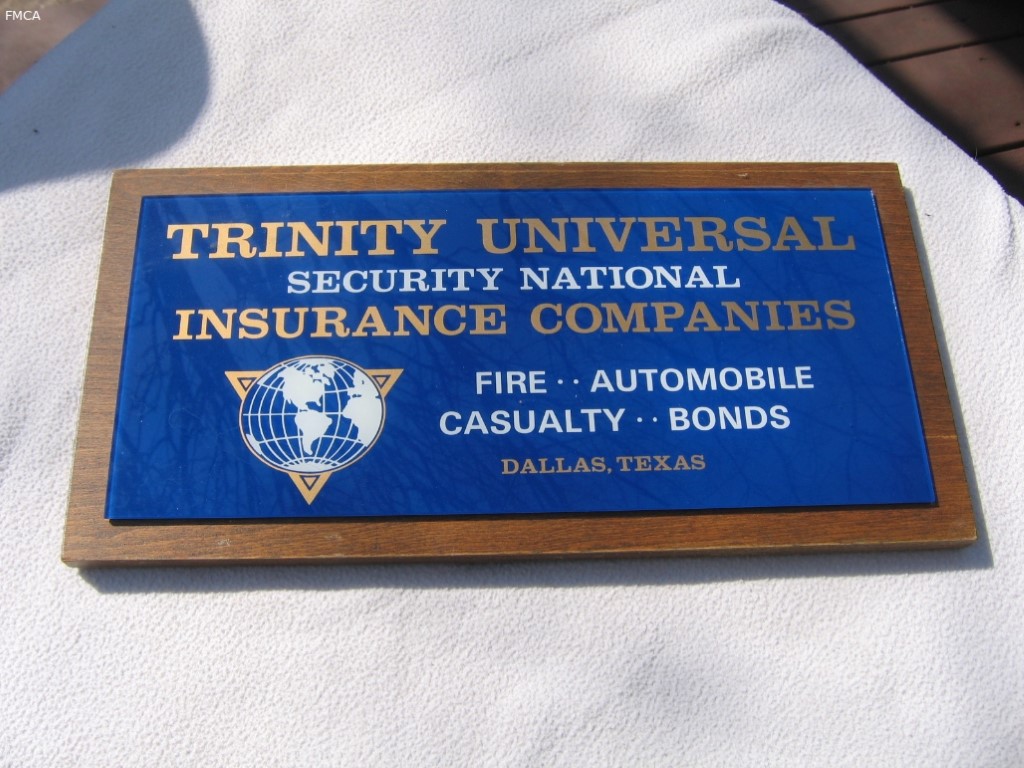 FMCA
TRINITY UNIVERSAL
SECURITY NATIONAL
INSURANCE COMPANIES
FIRE ·· AUTOMOBILE
CASUALTY ·· BONDS
DALLAS, TEXAS